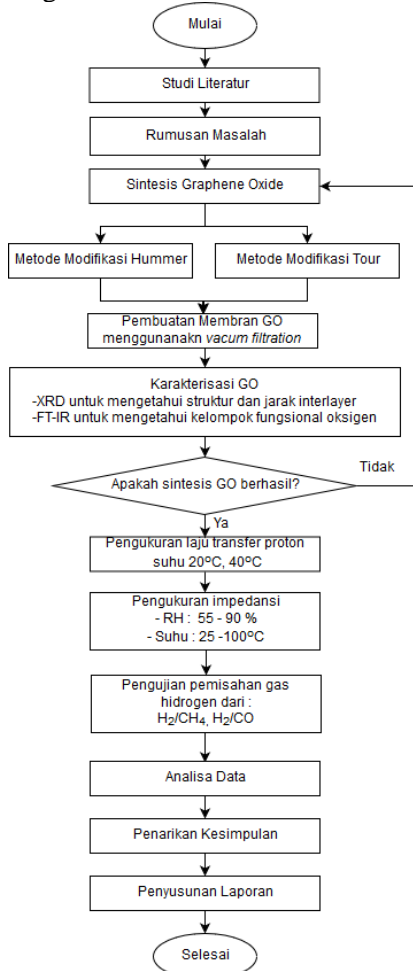 Mulai
Studi Literatur
Rumusan Masalah
Sintesis Graphene Oxide
Metode Modifikasi Hummer
Metode Modifikasi Tour
Pembuatan Membran GO
menggunanakn vacum filtration
Karakterisasi GO
-XRD untuk mengetahui struktur dan jarak interlayer
-FT-IR untuk mengetahui kelompok fungsional oksigen
Apakah sintesis GO berhasil?
Tidak
Ya
Pengukuran laju transfer proton
suhu 20ºC, 40ºC
Pengukuran impedansi
- RH : 55 - 90 %
- Suhu : 25 -100ºC
Pengujian pemisahan gas
hidrogen dari :
H₂/CH₄, H₂/CO
Analisa Data
Penarikan Kesimpulan
Penyusunan Laporan
Selesai